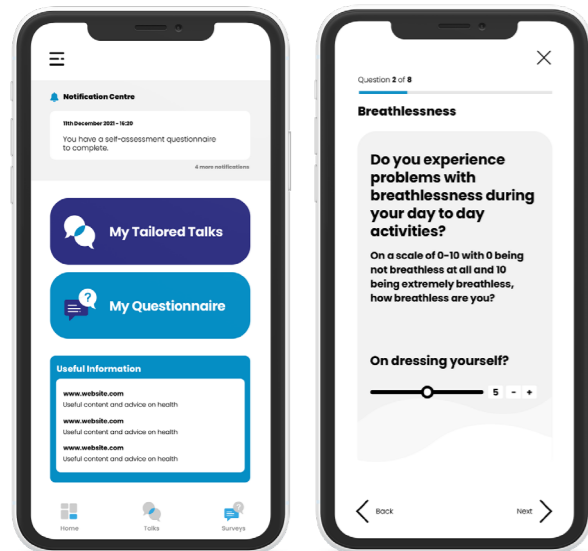 Notification Centre
11th December 2021 - 16:20
You have a self-assessment questionnaire
to complete.
4 more notifications
My Tailored Talks
?
My Questionnaire
Useful Information
www.website.com
Useful content and advice on health
www.website.com
Useful content and advice on health
www.website.com
Useful content and advice on health
Home
Talks
?
Surveys
Question 2 of 8
Breathlessness
Do you experience
problems with
breathlessness during
your day to day
activities?
On a scale of 0-10 with 0 being
not breathless at all and 10
being extremely breathless,
how breathless are you?
On dressing yourself?
5 - +
Back
Next